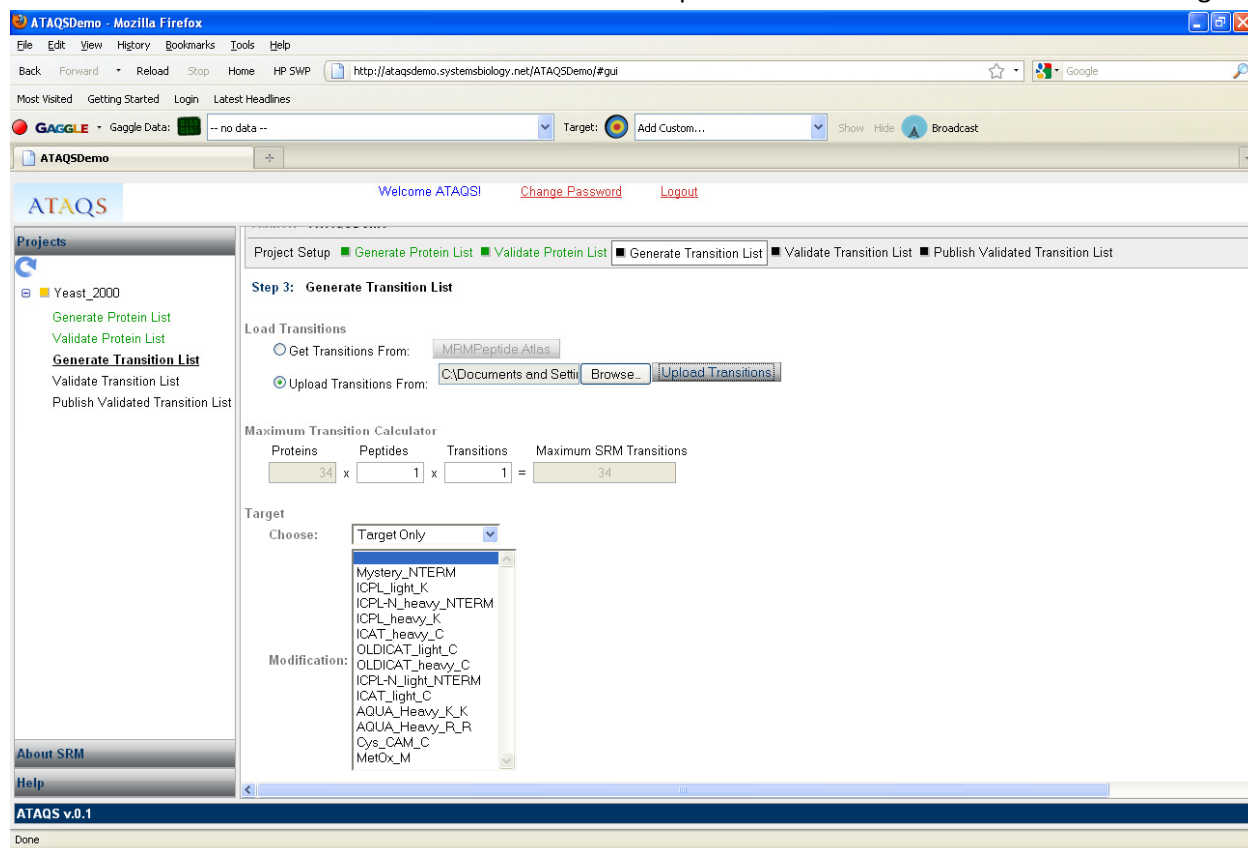 ATAQSDemo - Mozilla Firefox
File Edit View History Bookmarks Tools Help
Back Forward Reload Stop Home HP SWP http://ataqsdemo.systemsbiology.net/ATAQSDemo/#gui Google
Most Visited Getting Started Login Latest Headlines
GAGGLE Gaggle Data: -- no data -- Target: Add Custom... Show Hide Broadcast
ATAQSDemo
ATAQS
Welcome ATAQS! Change Password Logout
Projects
Project Setup Generate Protein List Validate Protein List Generate Transition List Validate Transition List Publish Validated Transition List
Yeast_2000
Generate Protein List
Validate Protein List
Generate Transition List
Validate Transition List
Publish Validated Transition List
Step 3: Generate Transition List
Load Transitions
Get Transitions From: MRMPeptide Atlas
Upload Transitions From: C:\Documents and Settii Browse... Upload Transitions
Maximum Transition Calculator
Proteins Peptides Transitions Maximum SRM Transitions
34 x 1 x 1 = 34
Target
Choose: Target Only
Modification:
Mystery_NTERM
ICPL_light_K
ICPL-N_heavy_NTERM
ICPL_heavy_K
ICAT_heavy_C
OLDICAT_light_C
OLDICAT_heavy_C
ICPL-N_light_NTERM
ICAT_light_C
AQUA_Heavy_K_K
AQUA_Heavy_R_R
Cys_CAM_C
MetOx_M
About SRM
Help
ATAQS v.0.1
Done